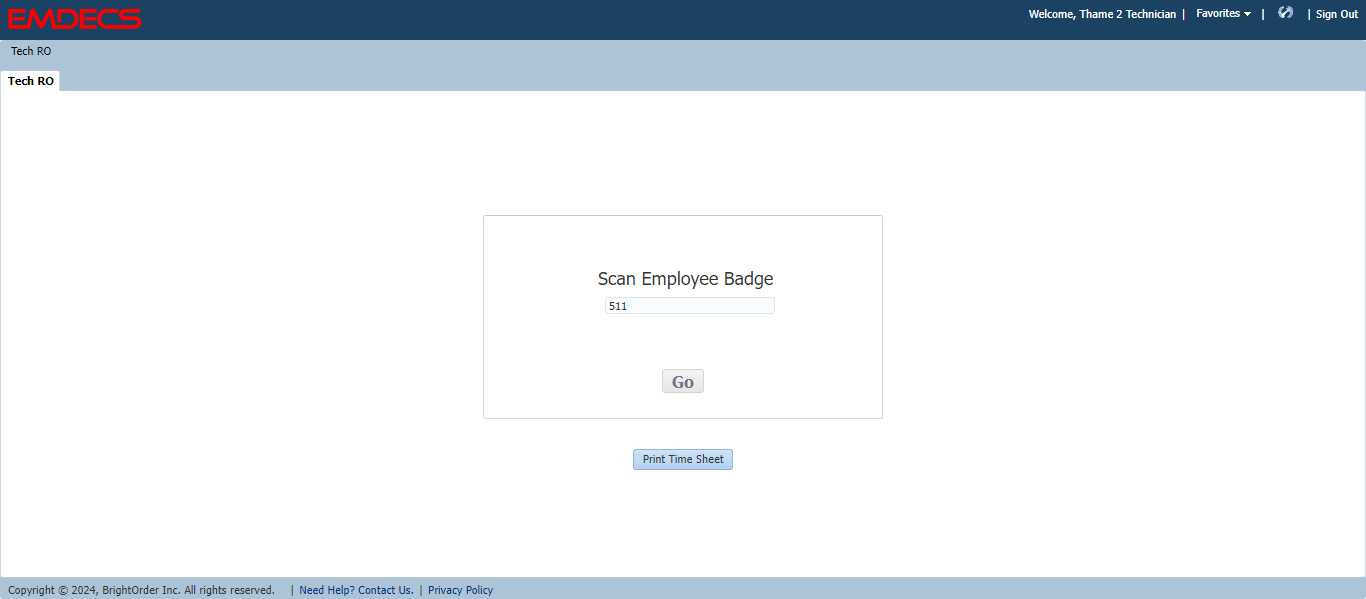 EMDECS
Welcome, Thame 2 Technician | Favorites | | Sign Out
Tech RO
Tech RO
Scan Employee Badge
511
Go
Print Time Sheet
Copyright © 2024, BrightOrder Inc. All rights reserved. | Need Help? Contact Us. | Privacy Policy